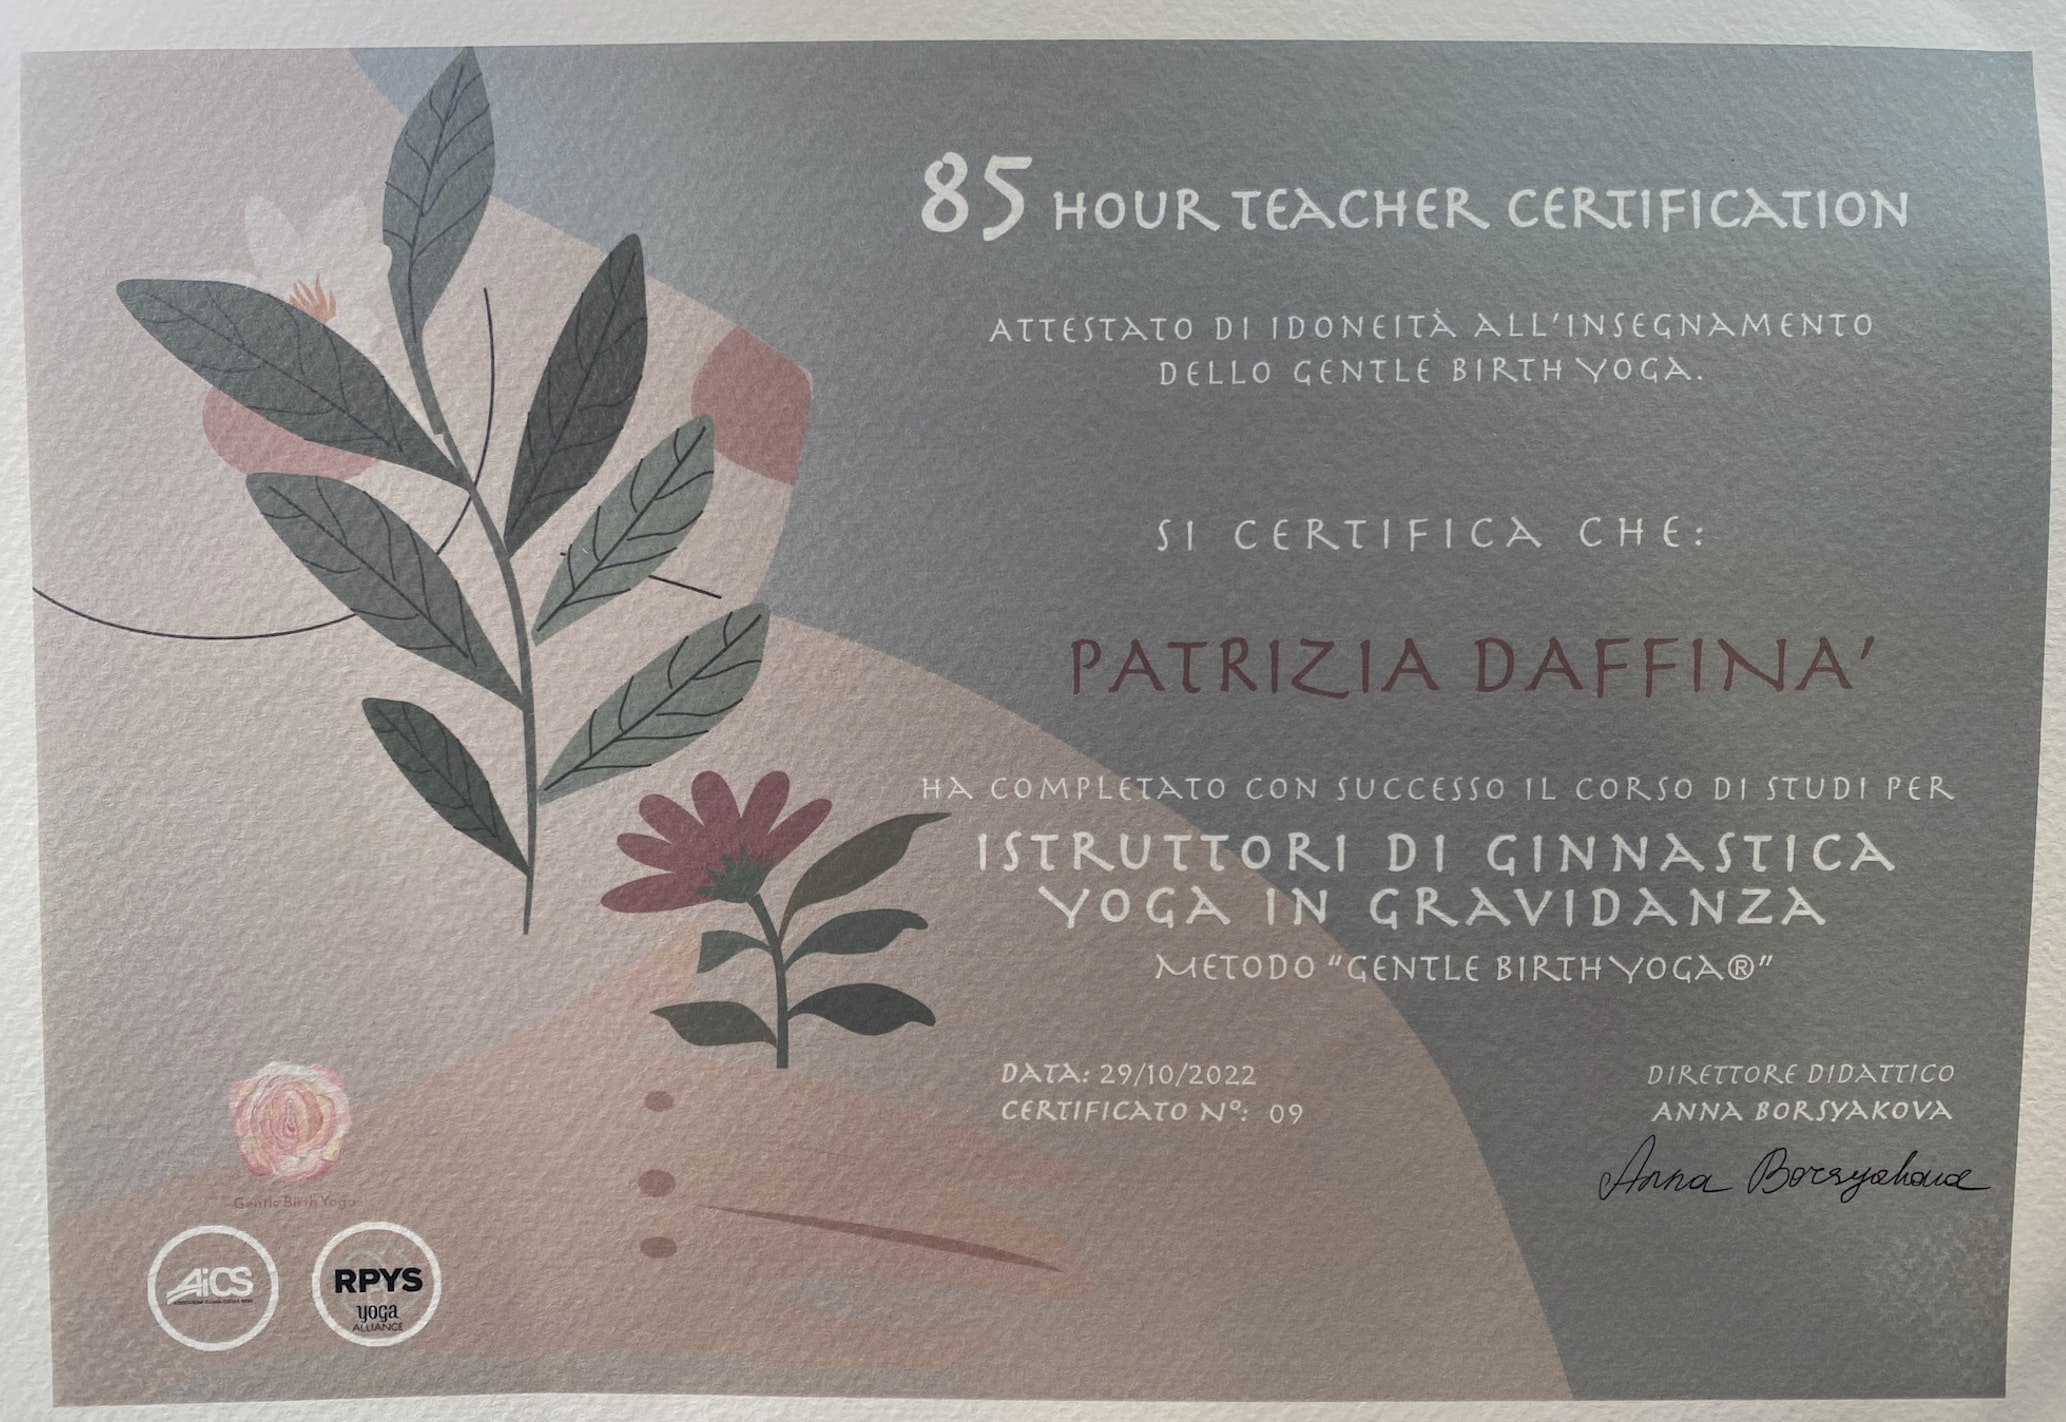 85 HOUR TEACHER CERTIFICATION
ATTESTATO DI IDONEITÀ ALL'INSEGNAMENTO
DELLO GENTLE BIRTH YOGA.
SI CERTIFICA CHE:
PATRIZIA DAFFINA'
HA COMPLETATO CON SUCCESSO IL CORSO DI STUDI PER
ISTRUTTORI DI GINNASTICA
YOGA IN GRAVIDANZA
METODO "GENTLE BIRTH YOGA®"
DATA: 29/10/2022
CERTIFICATO N°: 09
DIRETTORE DIDATTICO
ANNA BORSYAKOVA
Anna Borsyakova
Gentle Birth Yoga
AiCS
RPYS
yoga
ALLIANCE